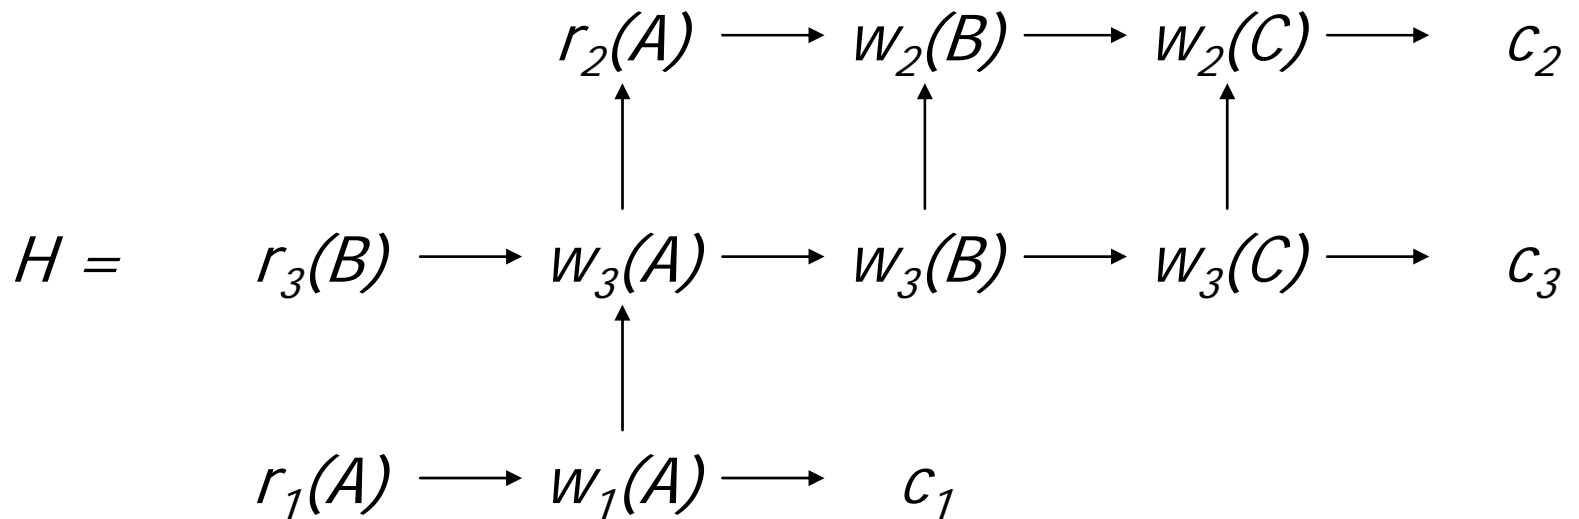 r₂(A) → w₂(B) → w₂(C) → c₂
H = r₃(B) → w₃(A) → w₃(B) → w₃(C) → c₃
r₁(A) → w₁(A) → c₁